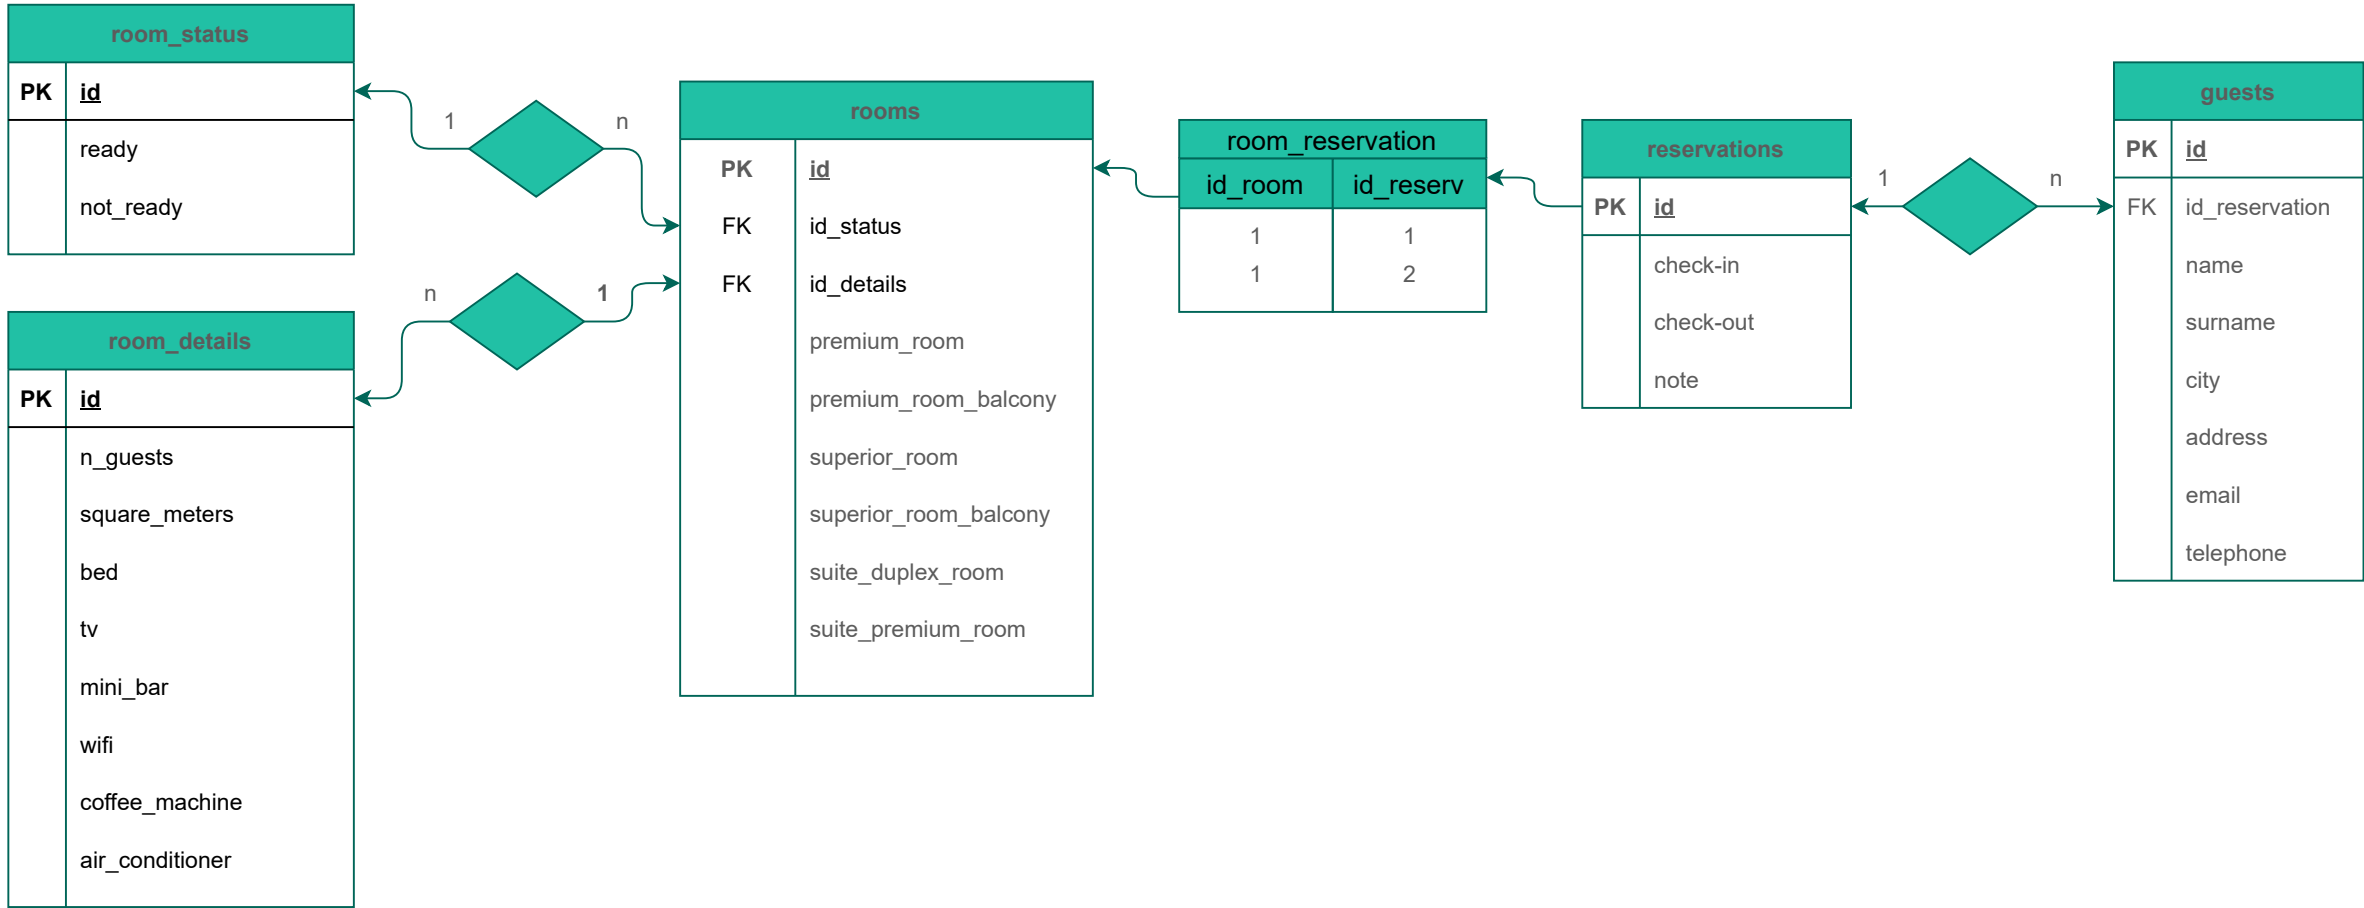 room_status
PK id
ready
not_ready
1
n
room_details
PK id
n_guests
square_meters
bed
tv
mini_bar
wifi
coffee_machine
air_conditioner
n
1
rooms
PK id
FK id_status
FK id_details
premium_room
premium_room_balcony
superior_room
superior_room_balcony
suite_duplex_room
suite_premium_room
room_reservation
id_room id_reserv
1 1
1 2
reservations
PK id
check-in
check-out
note
1
n
guests
PK id
FK id_reservation
name
surname
city
address
email
telephone